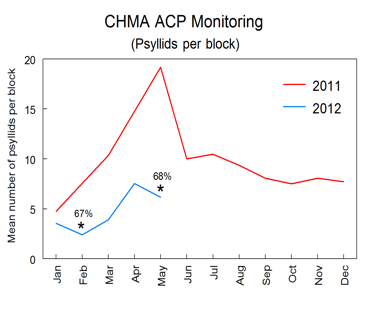 CHMA ACP Monitoring
(Psyllids per block)
Mean number of psyllids per block
20
15
10
5
0
2011
2012
67%
*
68%
*
Jan
Feb
Mar
Apr
May
Jun
Jul
Aug
Sep
Oct
Nov
Dec